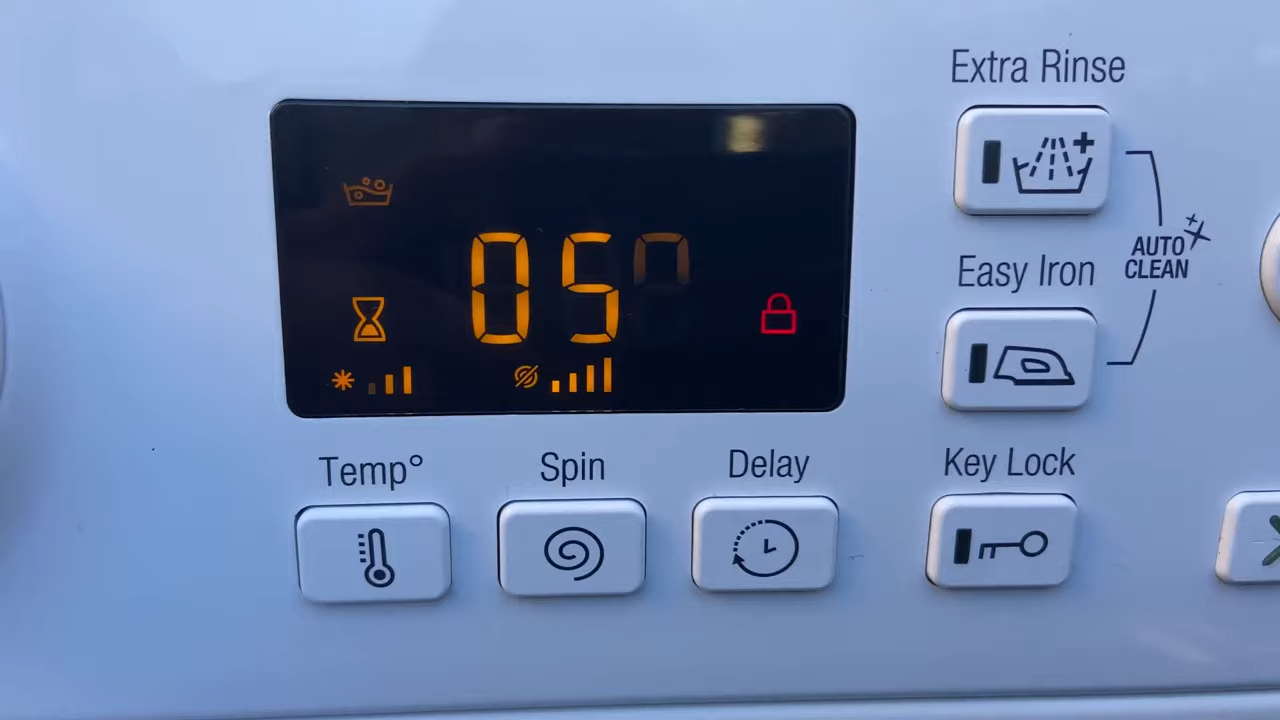 Extra Rinse
05
AUTO
CLEAN
Easy Iron
Temp°
Spin
Delay
Key Lock